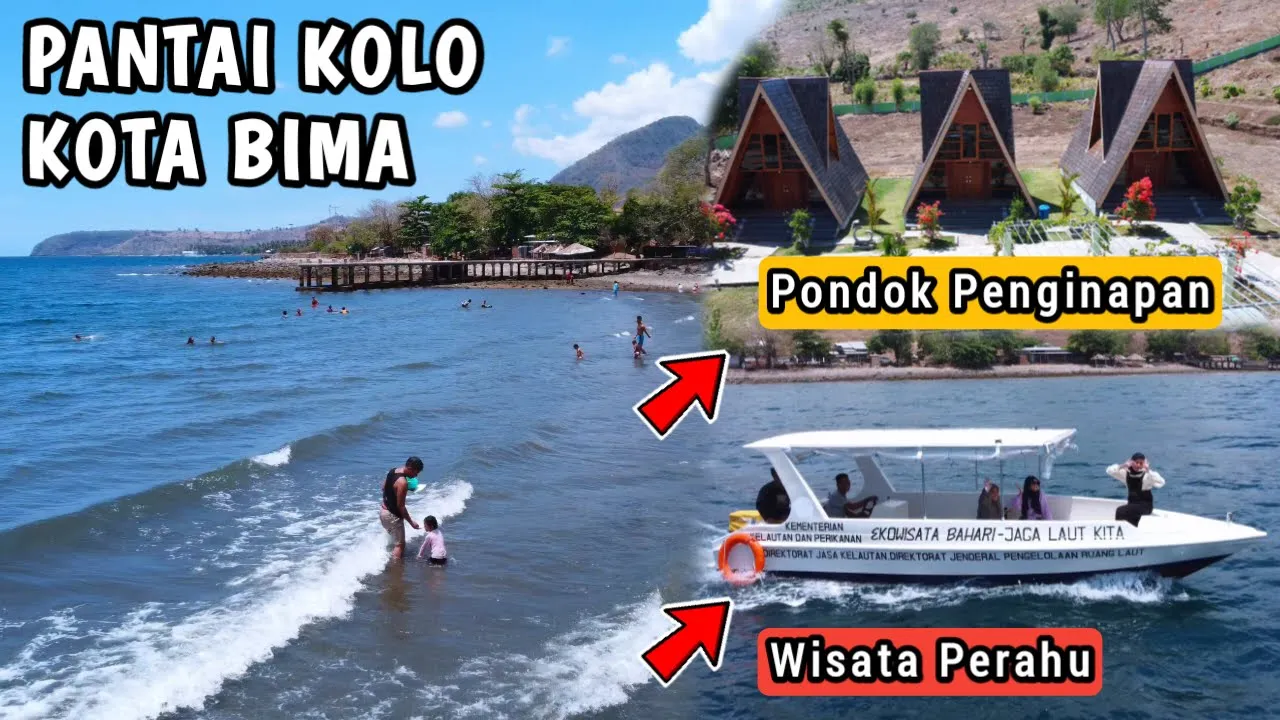 PANTAI KOLO
KOTA BIMA
Pondok Penginapan
KEMENTERIAN
KELAUTAN DAN PERIKANAN
EKOWISATA BAHARI-JAGA LAUT KITA
DIREKTORAT JASA KELAUTAN.DIREKTORAT JENDERAL PENGELOLAAN RUANG LAUT
Wisata Perahu